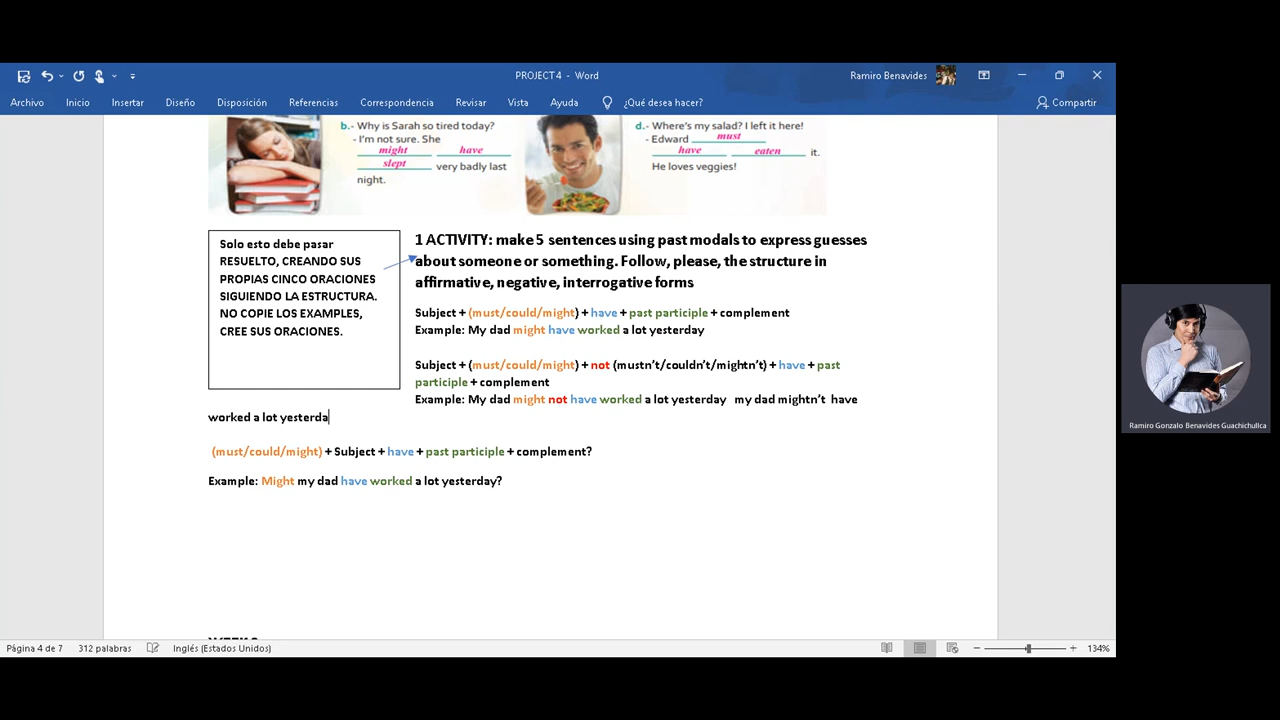 PROJECT4 - Word
Ramiro Benavides
Archivo Inicio Insertar Diseño Disposición Referencias Correspondencia Revisar Vista Ayuda ¿Qué desea hacer? Compartir
b.- Why is Sarah so tired today?
- I'm not sure. She
might have
slept very badly last
night.
d.- Where's my salad? I left it here!
- Edward must
have eaten it.
He loves veggies!
Solo esto debe pasar
RESUELTO, CREANDO SUS
PROPIAS CINCO ORACIONES
SIGUIENDO LA ESTRUCTURA.
NO COPIE LOS EXAMPLES,
CREE SUS ORACIONES.
1 ACTIVITY: make 5 sentences using past modals to express guesses
about someone or something. Follow, please, the structure in
affirmative, negative, interrogative forms
Subject + (must/could/might) + have + past participle + complement
Example: My dad might have worked a lot yesterday
Subject + (must/could/might) + not (mustn't/couldn't/mightn't) + have + past
participle + complement
Example: My dad might not have worked a lot yesterday my dad mightn't have
worked a lot yesterda
(must/could/might) + Subject + have + past participle + complement?
Example: Might my dad have worked a lot yesterday?
Ramiro Gonzalo Benavides Guachichullca
Página 4 de 7 312 palabras Inglés (Estados Unidos) 134%